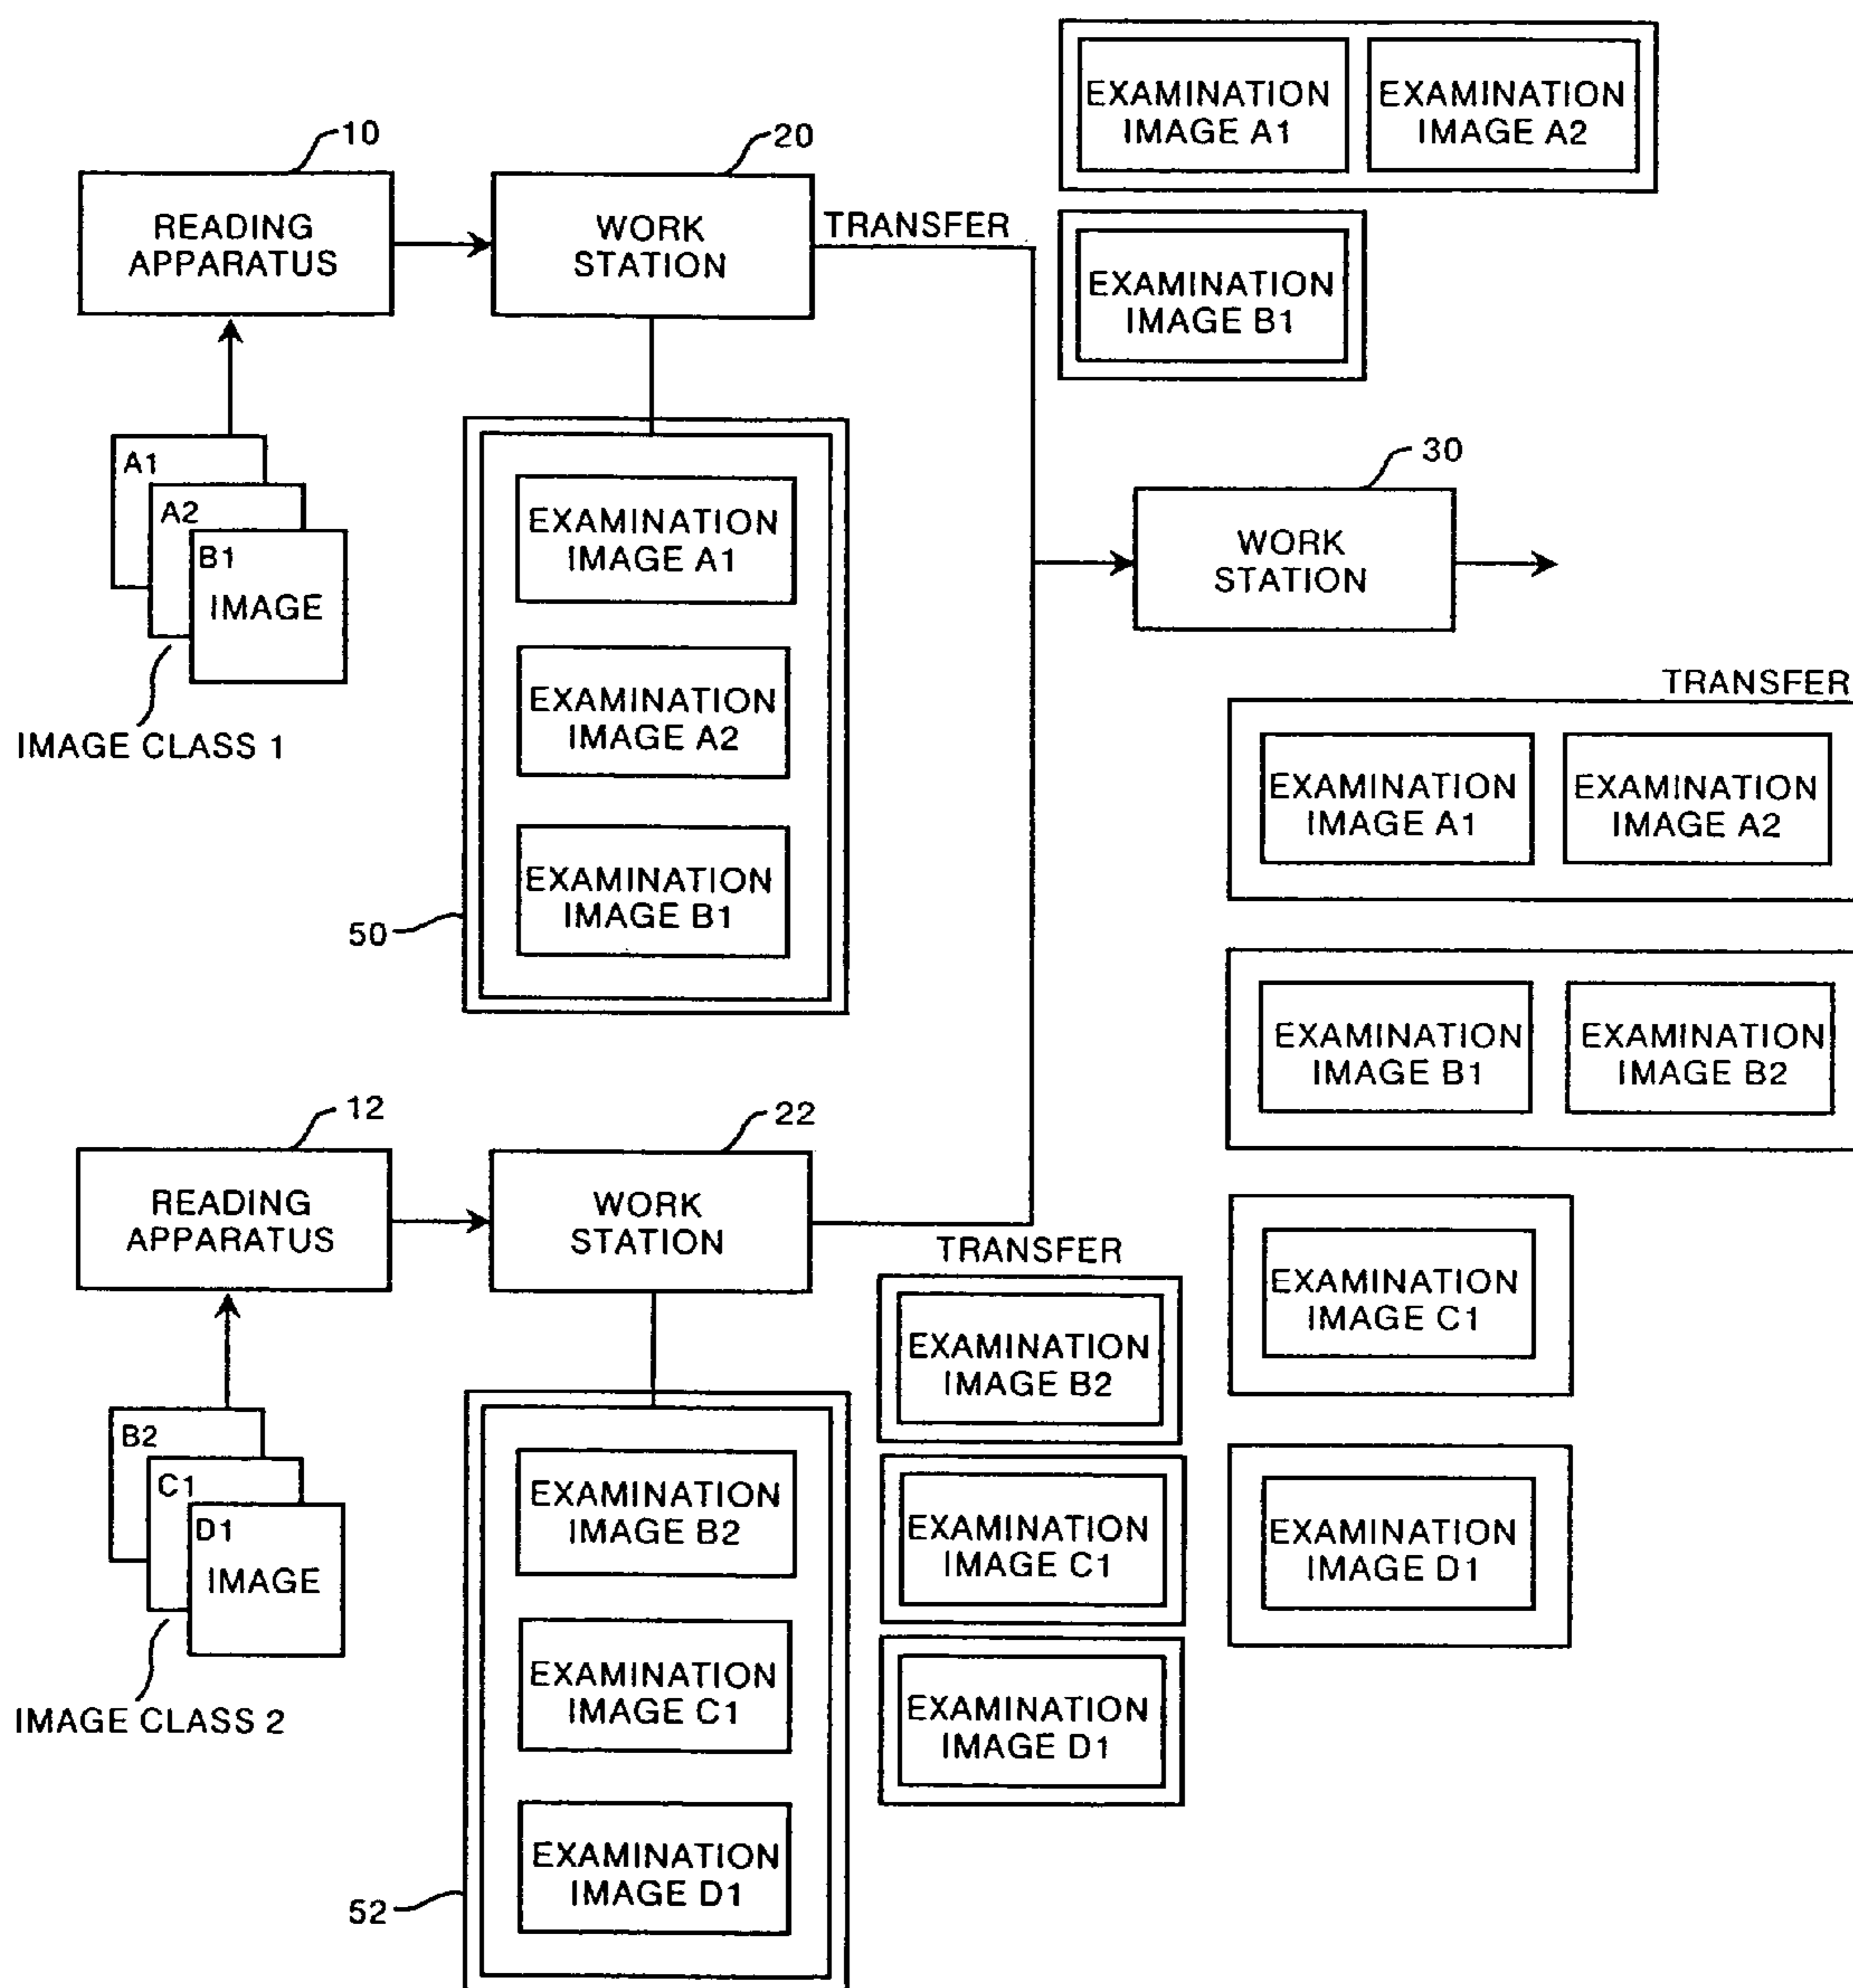 EXAMINATION
IMAGE A1
EXAMINATION
IMAGE A2
10
20
READING
APPARATUS
WORK
STATION
TRANSFER
EXAMINATION
IMAGE B1
A1
A2
B1
IMAGE
IMAGE CLASS 1
EXAMINATION
IMAGE A1
EXAMINATION
IMAGE A2
EXAMINATION
IMAGE B1
50
30
WORK
STATION
TRANSFER
EXAMINATION
IMAGE A1
EXAMINATION
IMAGE A2
EXAMINATION
IMAGE B1
EXAMINATION
IMAGE B2
EXAMINATION
IMAGE C1
EXAMINATION
IMAGE D1
12
22
READING
APPARATUS
WORK
STATION
TRANSFER
B2
C1
D1
IMAGE
IMAGE CLASS 2
EXAMINATION
IMAGE B2
EXAMINATION
IMAGE C1
EXAMINATION
IMAGE D1
52
EXAMINATION
IMAGE B2
EXAMINATION
IMAGE C1
EXAMINATION
IMAGE D1